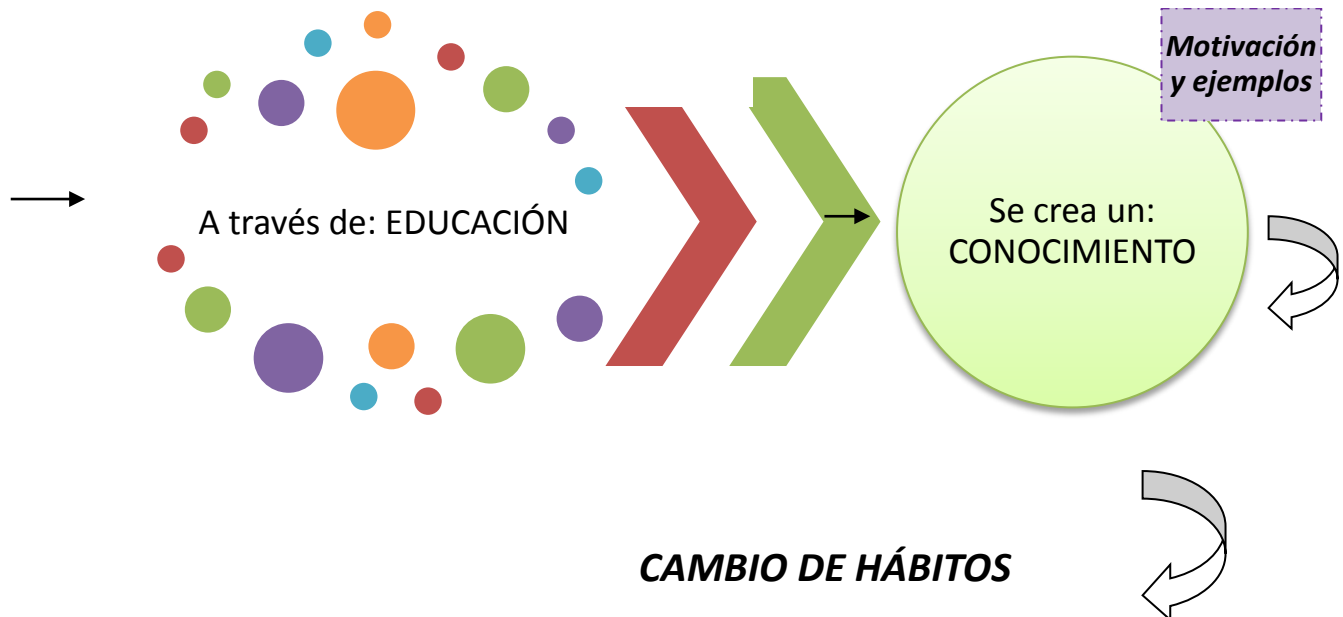 Motivación
y ejemplos
A través de: EDUCACIÓN
Se crea un:
CONOCIMIENTO
CAMBIO DE HÁBITOS